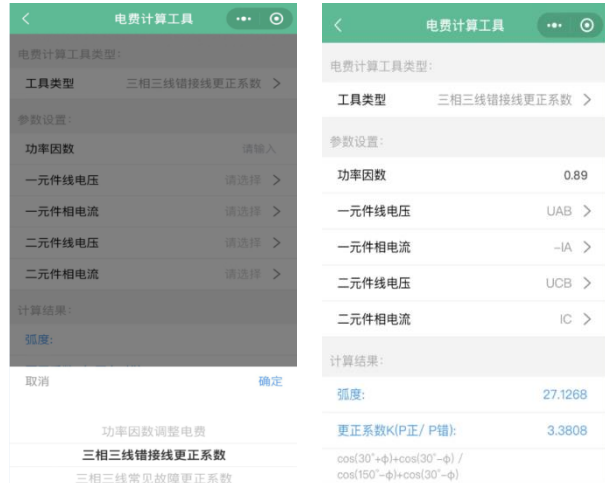 电费计算工具
电费计算工具类型:
工具类型 三相三线错接线更正系数
参数设置:
功率因数 请输入
一元件线电压 请选择
一元件相电流 请选择
二元件线电压 请选择
二元件相电流 请选择
计算结果:
弧度:
取消 确定
功率因数调整电费
三相三线错接线更正系数
三相三线常见故障更正系数
电费计算工具
电费计算工具类型:
工具类型 三相三线错接线更正系数
参数设置:
功率因数 0.89
一元件线电压 UAB
一元件相电流 -IA
二元件线电压 UCB
二元件相电流 IC
计算结果:
弧度: 27.1268
更正系数K(P正/ P错): 3.3808
cos(30°+ф)+cos(30°-ф) /
cos(150°-ф)+cos(30°-ф)